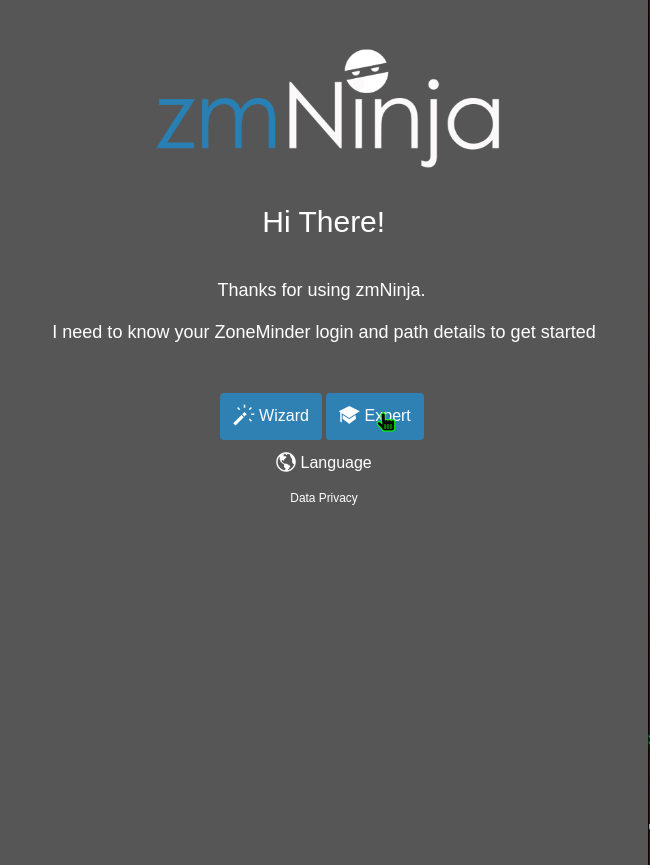 zmNinja
Hi There!
Thanks for using zmNinja.
I need to know your ZoneMinder login and path details to get started
Wizard Expert
Language
Data Privacy